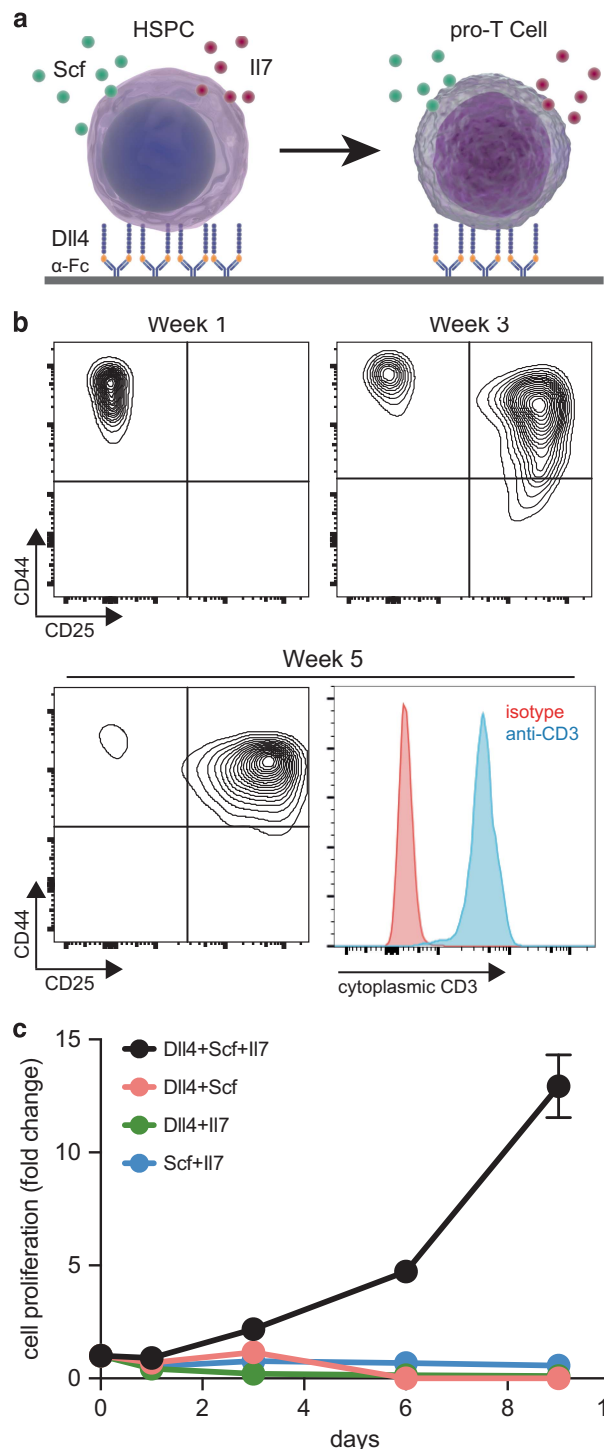 a
HSPC
pro-T Cell
Scf
Il7
Dll4
α-Fc
b
Week 1
Week 3
CD44
CD25
Week 5
isotype
anti-CD3
CD44
CD25
cytoplasmic CD3
c
15
10
5
0
cell proliferation (fold change)
Dll4+Scf+Il7
Dll4+Scf
Dll4+Il7
Scf+Il7
0 2 4 6 8 1
days